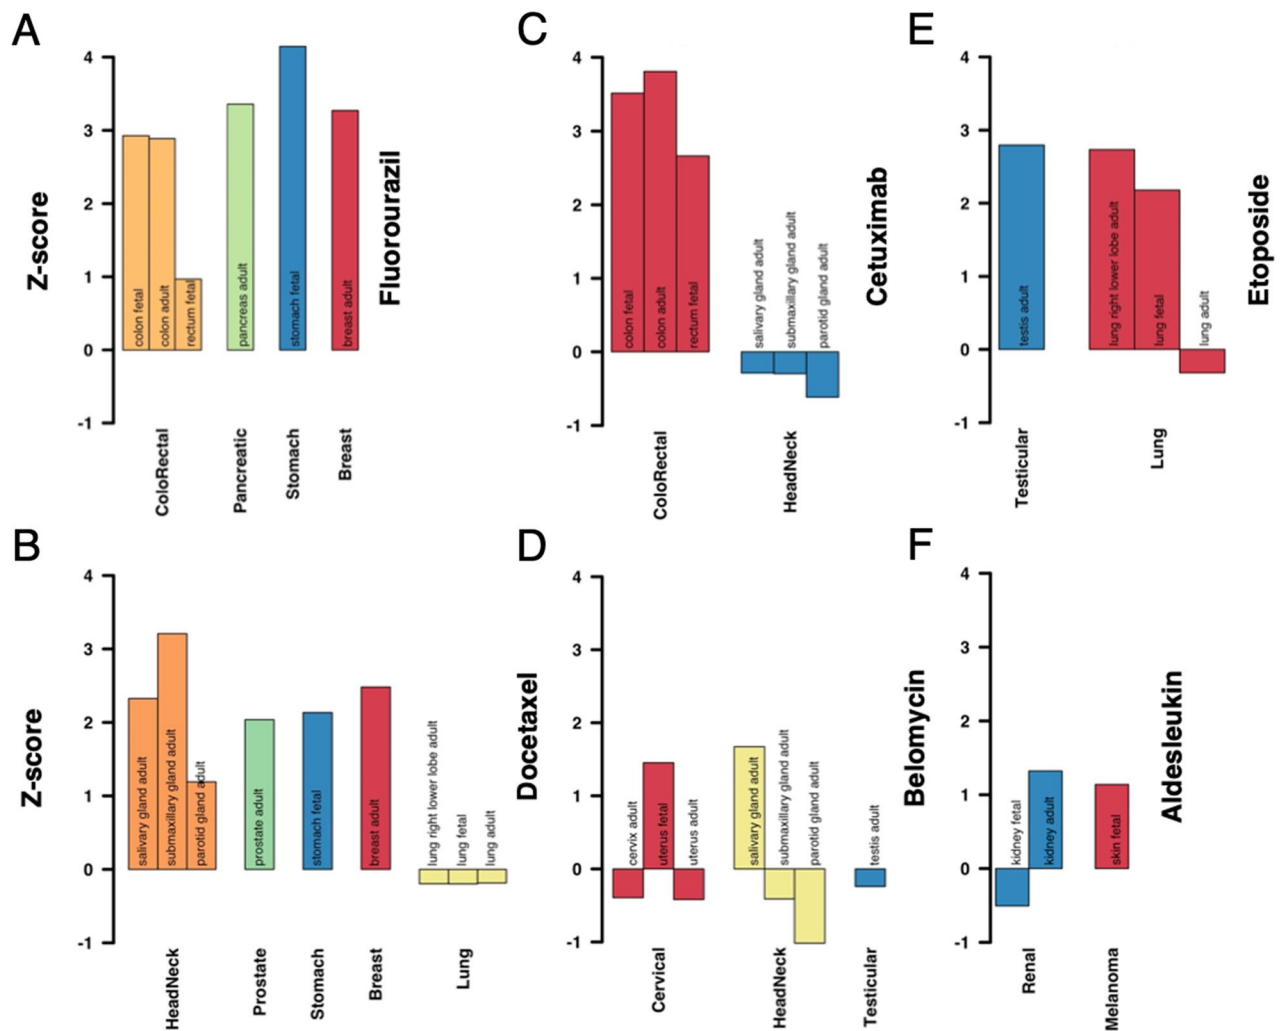 A
Z-score
4
3
2
1
0
-1
colon fetal
colon adult
rectum fetal
pancreas adult
stomach fetal
breast adult
ColoRectal
Pancreatic
Stomach
Breast
Fluorourazil
C
4
3
2
1
0
-1
colon fetal
colon adult
rectum fetal
salivary gland adult
submaxillary gland adult
parotid gland adult
ColoRectal
HeadNeck
Cetuximab
E
4
3
2
1
0
-1
testis adult
lung right lower lobe adult
lung fetal
lung adult
Testicular
Lung
Etoposide
B
Z-score
4
3
2
1
0
-1
salivary gland adult
submaxillary gland adult
parotid gland adult
prostate adult
stomach fetal
breast adult
lung right lower lobe adult
lung fetal
lung adult
HeadNeck
Prostate
Stomach
Breast
Lung
Docetaxel
D
4
3
2
1
0
-1
cervix adult
uterus fetal
uterus adult
salivary gland adult
submaxillary gland adult
parotid gland adult
testis adult
Cervical
HeadNeck
Testicular
Belomycin
F
4
3
2
1
0
-1
kidney fetal
kidney adult
skin fetal
Renal
Melanoma
Aldesleukin